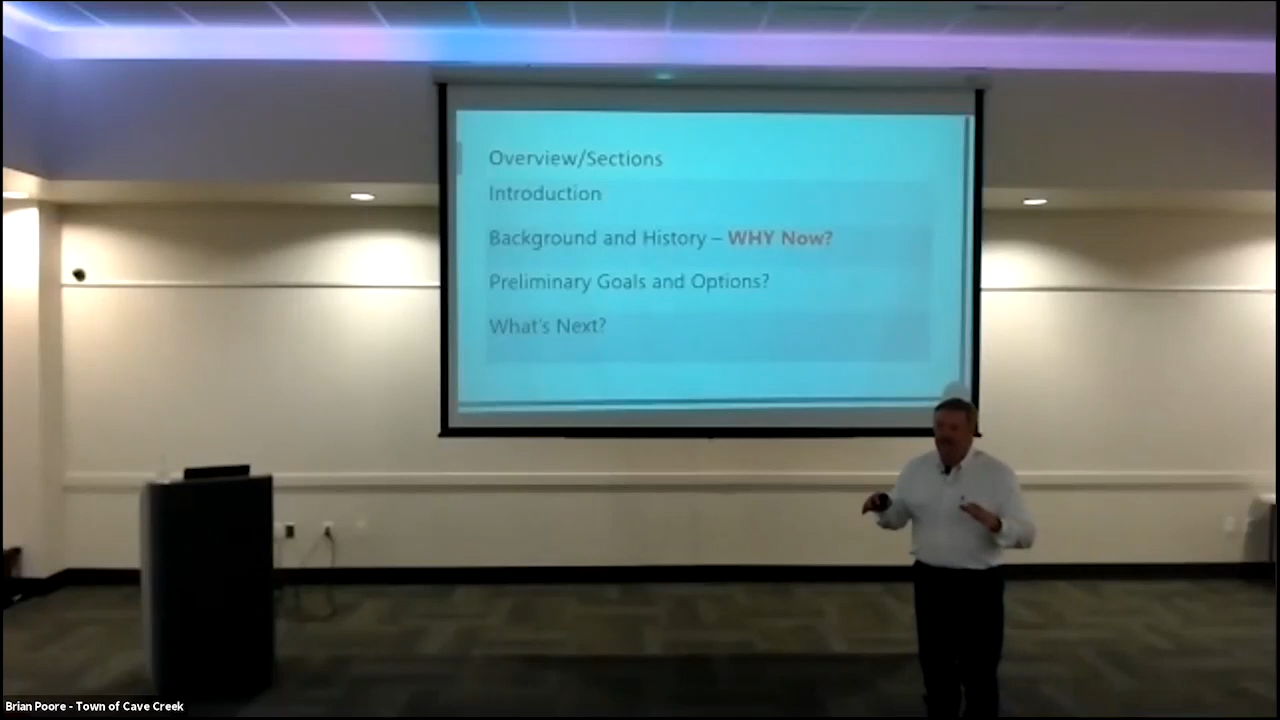 Overview/Sections
Introduction
Background and History – WHY Now?
Preliminary Goals and Options?
What's Next?
Brian Poore - Town of Cave Creek